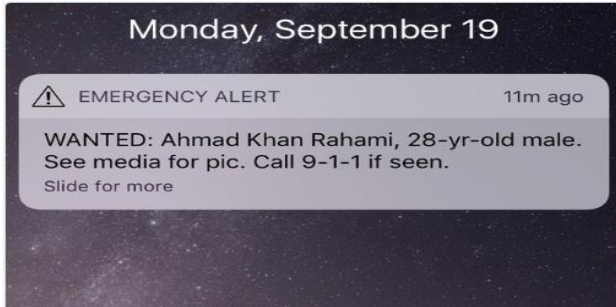 Monday, September 19
EMERGENCY ALERT 11m ago
WANTED: Ahmad Khan Rahami, 28-yr-old male.
See media for pic. Call 9-1-1 if seen.
Slide for more